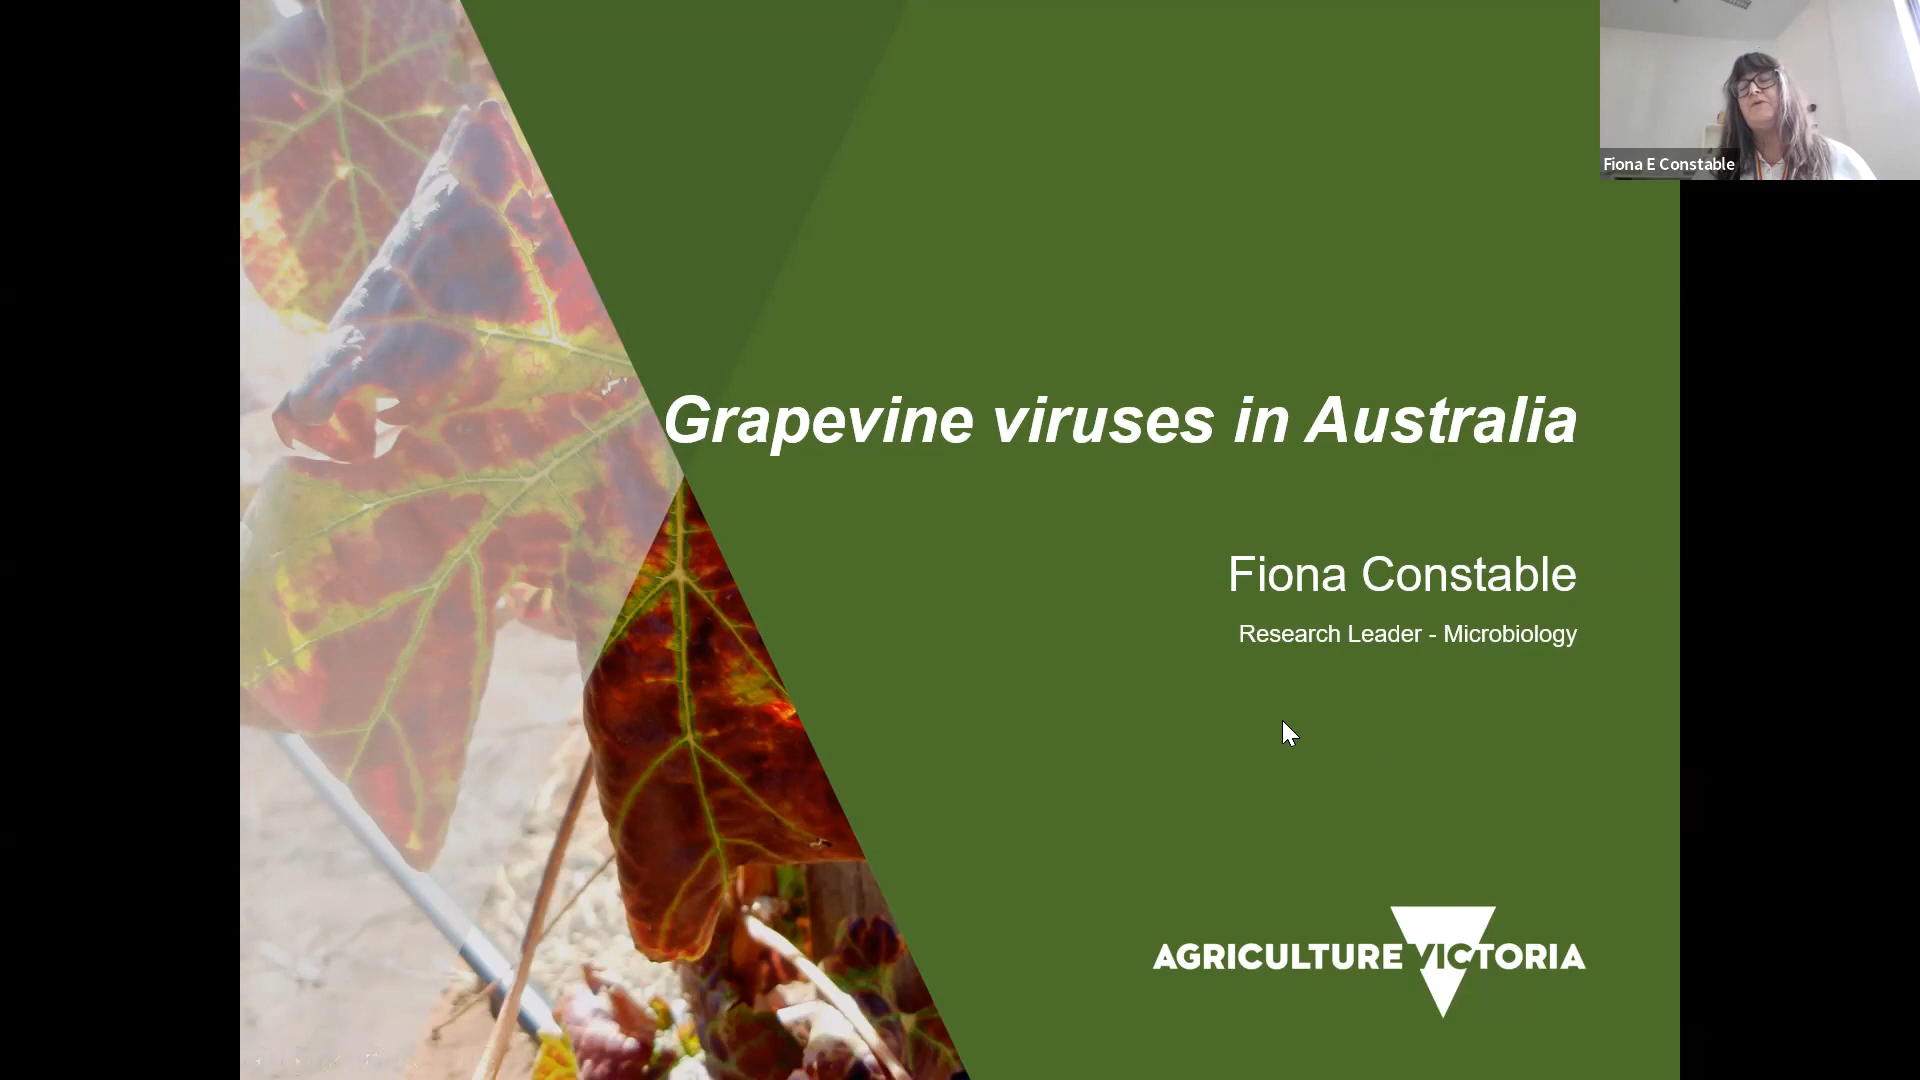 Fiona E Constable
Grapevine viruses in Australia
Fiona Constable
Research Leader - Microbiology
AGRICULTURE VICTORIA